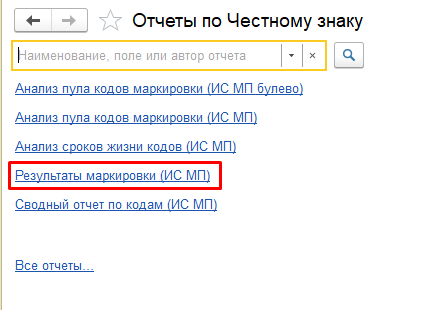 Отчеты по Честному знаку
Наименование, поле или автор отчета
Анализ пула кодов маркировки (ИС МП булево)
Анализ пула кодов маркировки (ИС МП)
Анализ сроков жизни кодов (ИС МП)
Результаты маркировки (ИС МП)
Сводный отчет по кодам (ИС МП)
Все отчеты...